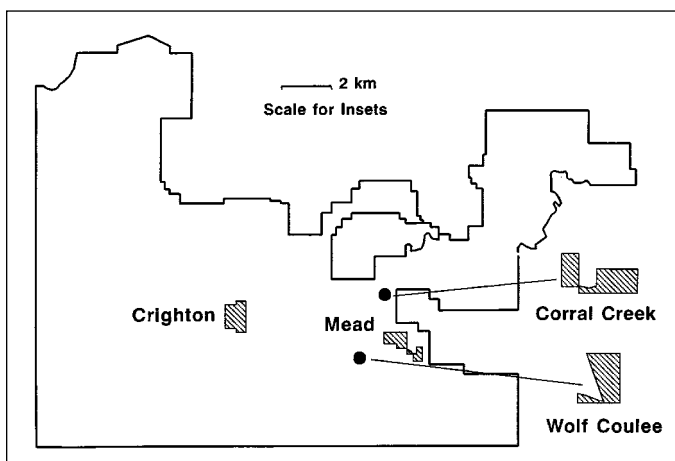 2 km
Scale for Insets
Crighton
Mead
Corral Creek
Wolf Coulee